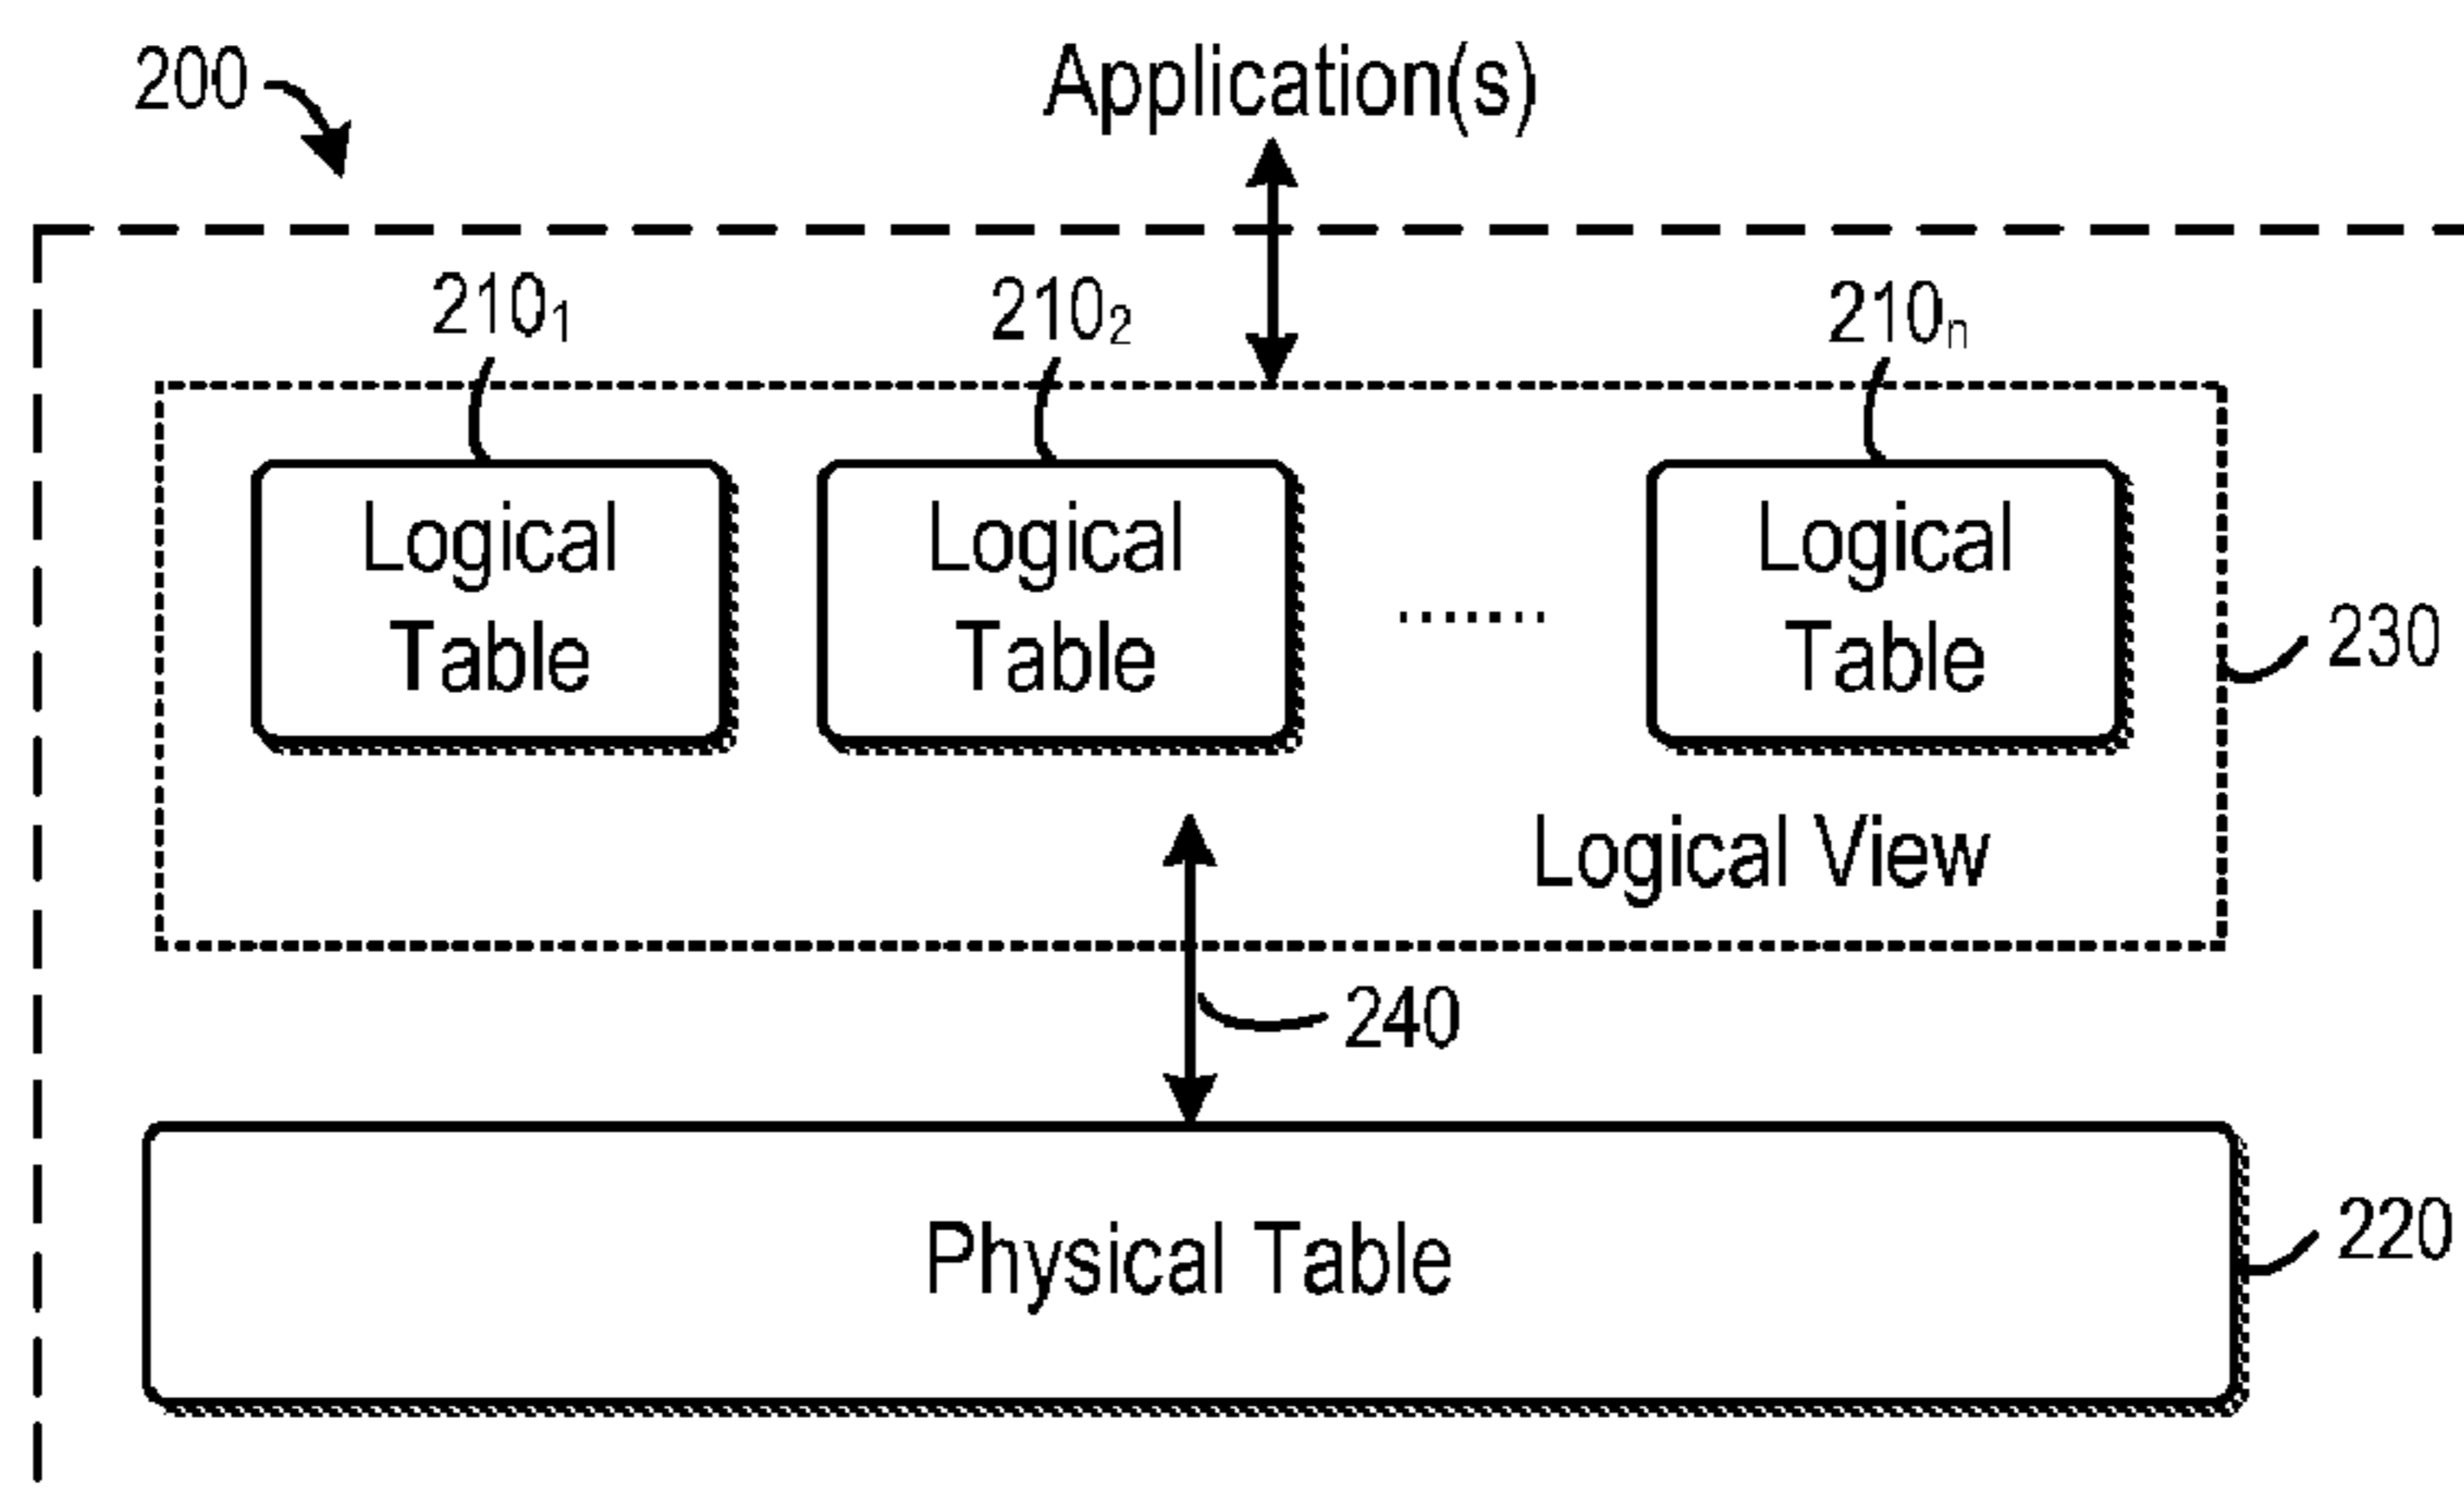 200
Application(s)
210₁
210₂
210ₙ
Logical
Table
Logical
Table
.......
Logical
Table
230
Logical View
240
Physical Table
220